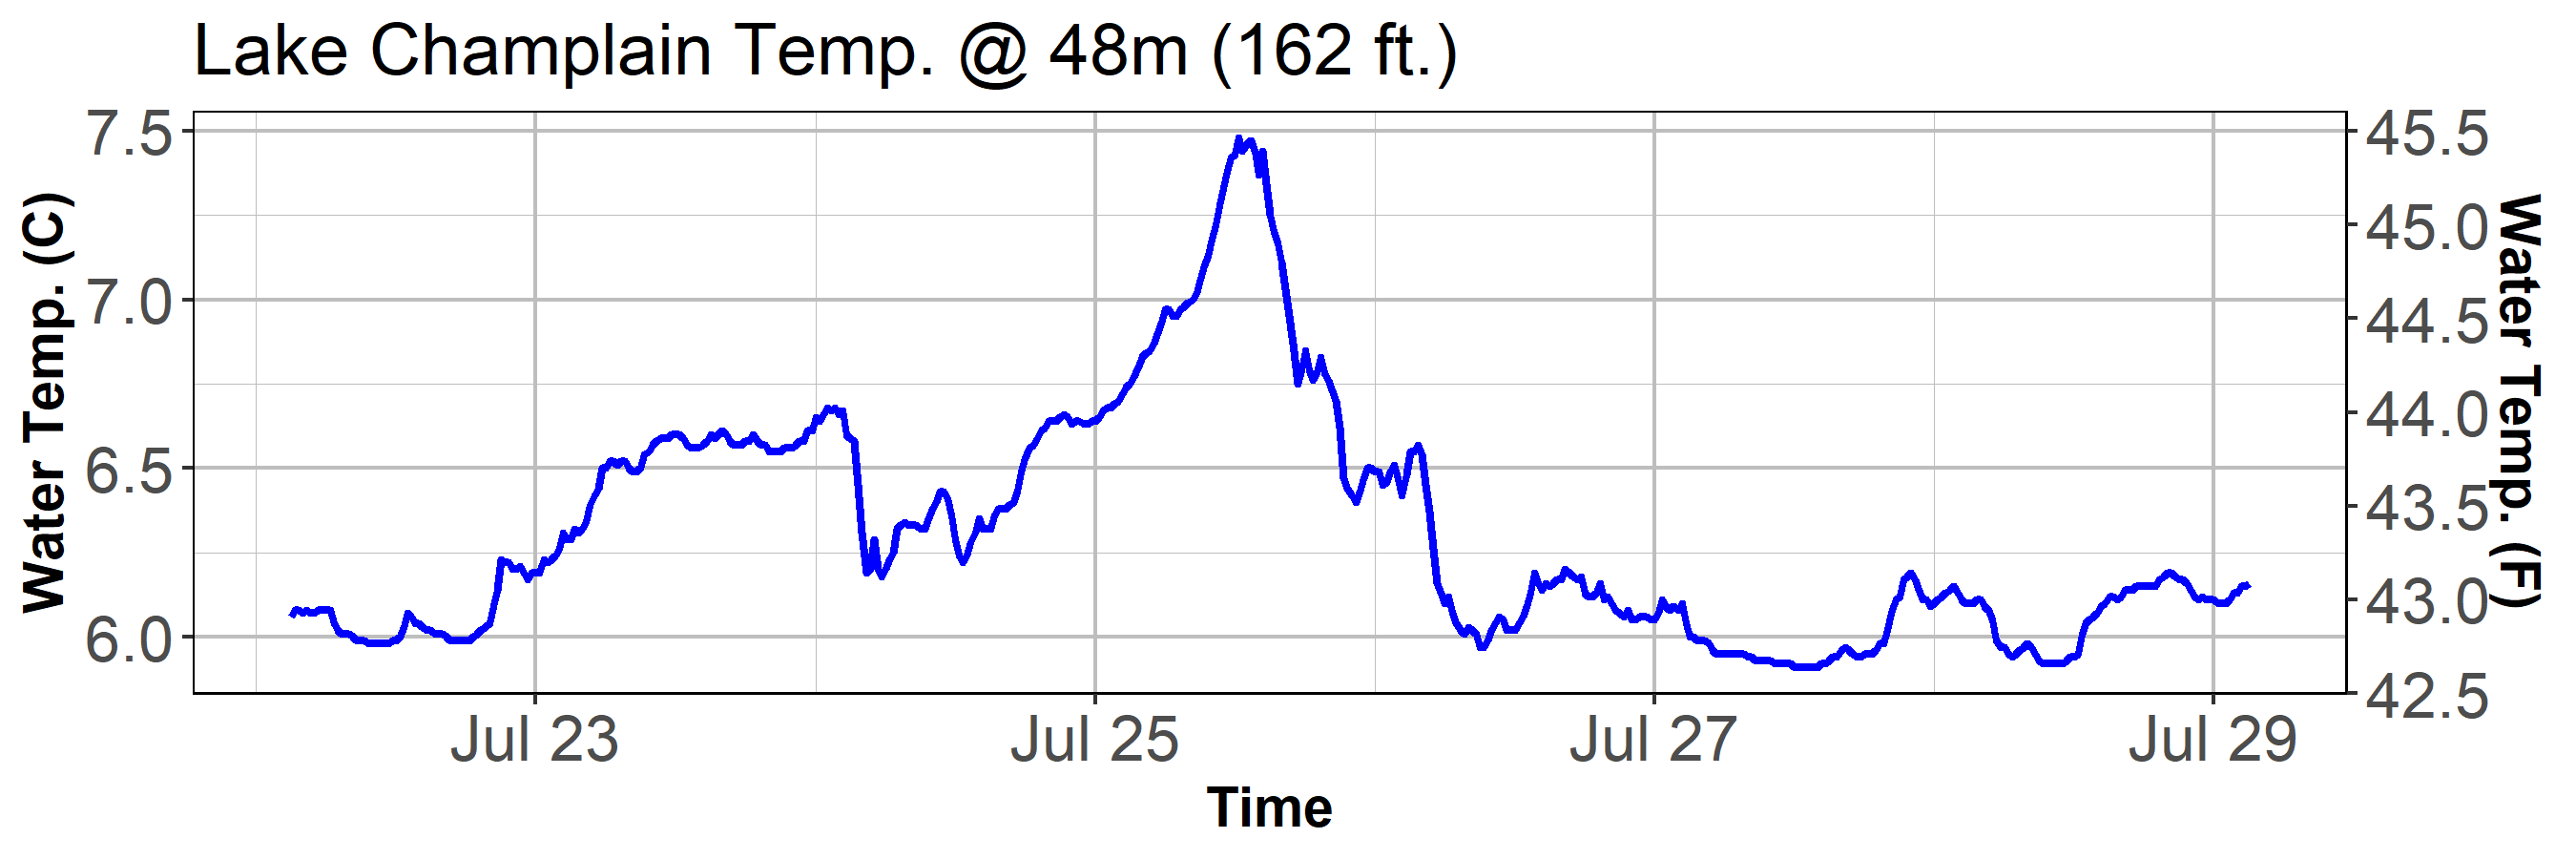 Lake Champlain Temp. @ 48m (162 ft.)
Water Temp. (C)
7.5
7.0
6.5
6.0
45.5
45.0
44.5
44.0
43.5
43.0
42.5
Water Temp. (F)
Jul 23 Jul 25 Jul 27 Jul 29
Time